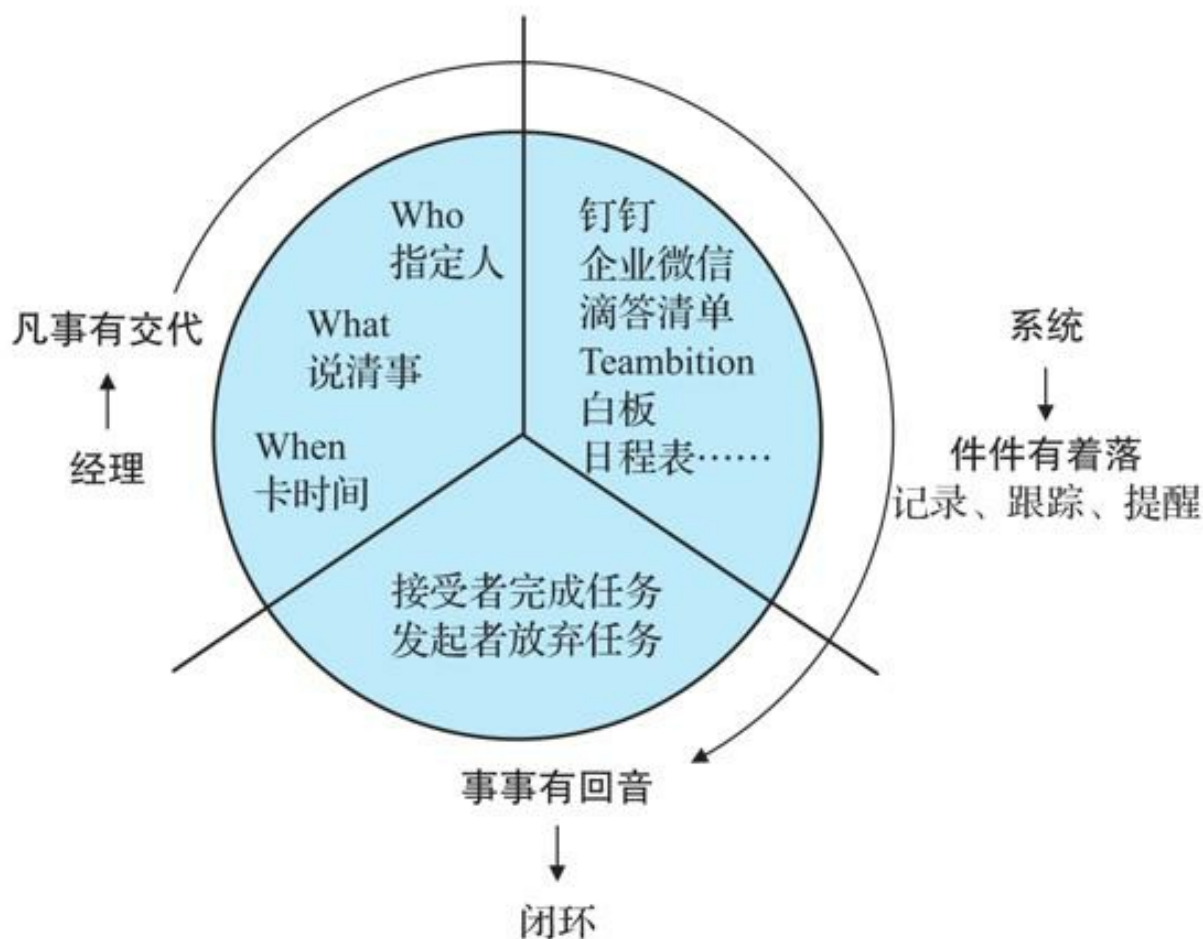 Who
指定人
What
说清事
When
卡时间
钉钉
企业微信
滴答清单
Teambition
白板
日程表……
接受者完成任务
发起者放弃任务
凡事有交代
经理
系统
件件有着落
记录、跟踪、提醒
事事有回音
闭环